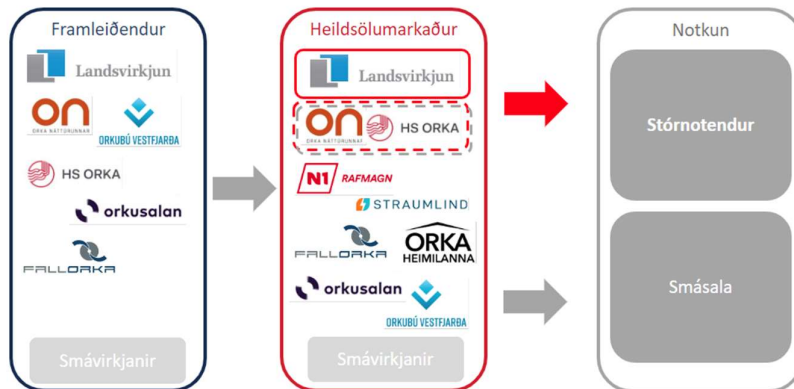 Framleiðendur
Landsvirkjun
ON
ORKA NÁTTÚRUNNAR
ORKUBÚ VESTFJARÐA
HS ORKA
orkusalan
FALLORKA
Smávirkjanir
Heildsölumarkaður
Landsvirkjun
ON
ORKA NÁTTÚRUNNAR
HS ORKA
N1 RAFMAGN
STRAUMLIND
FALLORKA
ORKA
HEIMILANNA
orkusalan
ORKUBÚ VESTFJARÐA
Smávirkjanir
Notkun
Stórnotendur
Smásala